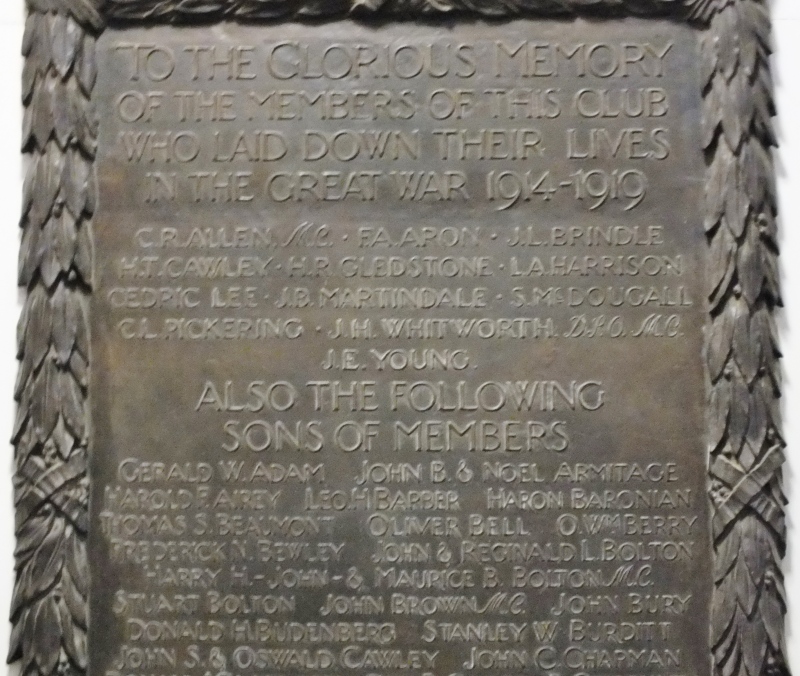 TO THE GLORIOUS MEMORY
OF THE MEMBERS OF THIS CLUB
WHO LAID DOWN THEIR LIVES
IN THE GREAT WAR 1914-1919
C.R. ALLEN, M.C. · F.A. ARON · J.L. BRINDLE
H.T. CAWLEY · H.R. GLEDSTONE · L.A. HARRISON
CEDRIC LEE · J.B. MARTINDALE · S. McDOUGALL
C.L. PICKERING · J.H. WHITWORTH. D.S.O. M.C.
J.E. YOUNG.
ALSO THE FOLLOWING
SONS OF MEMBERS
GERALD W. ADAM JOHN B. & NOEL ARMITAGE
HAROLD F. AIREY LEO. H BARBER HARON BARONIAN
THOMAS S. BEAUMONT OLIVER BELL O. WM BERRY
FREDERICK N. BEWLEY JOHN & REGINALD L. BOLTON
HARRY H. - JOHN - & MAURICE B. BOLTON M.C.
STUART BOLTON JOHN BROWN M.C. JOHN BURY
DONALD H. BUDENBERG STANLEY W BURDITT
JOHN S. & OSWALD CAWLEY JOHN C. CHAPMAN